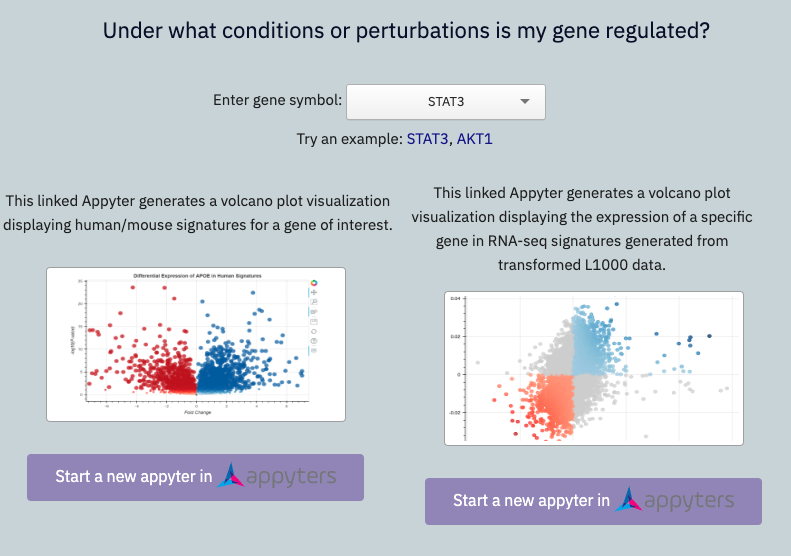 Under what conditions or perturbations is my gene regulated?
Enter gene symbol: STAT3
Try an example: STAT3, AKT1
This linked Appyter generates a volcano plot visualization
displaying human/mouse signatures for a gene of interest.
Differential Expression of APOE in Human Signatures
Fold Change
Start a new appyter in appyters
This linked Appyter generates a volcano plot
visualization displaying the expression of a specific
gene in RNA-seq signatures generated from
transformed L1000 data.
0.04
0.02
0
-0.02
Start a new appyter in appyters